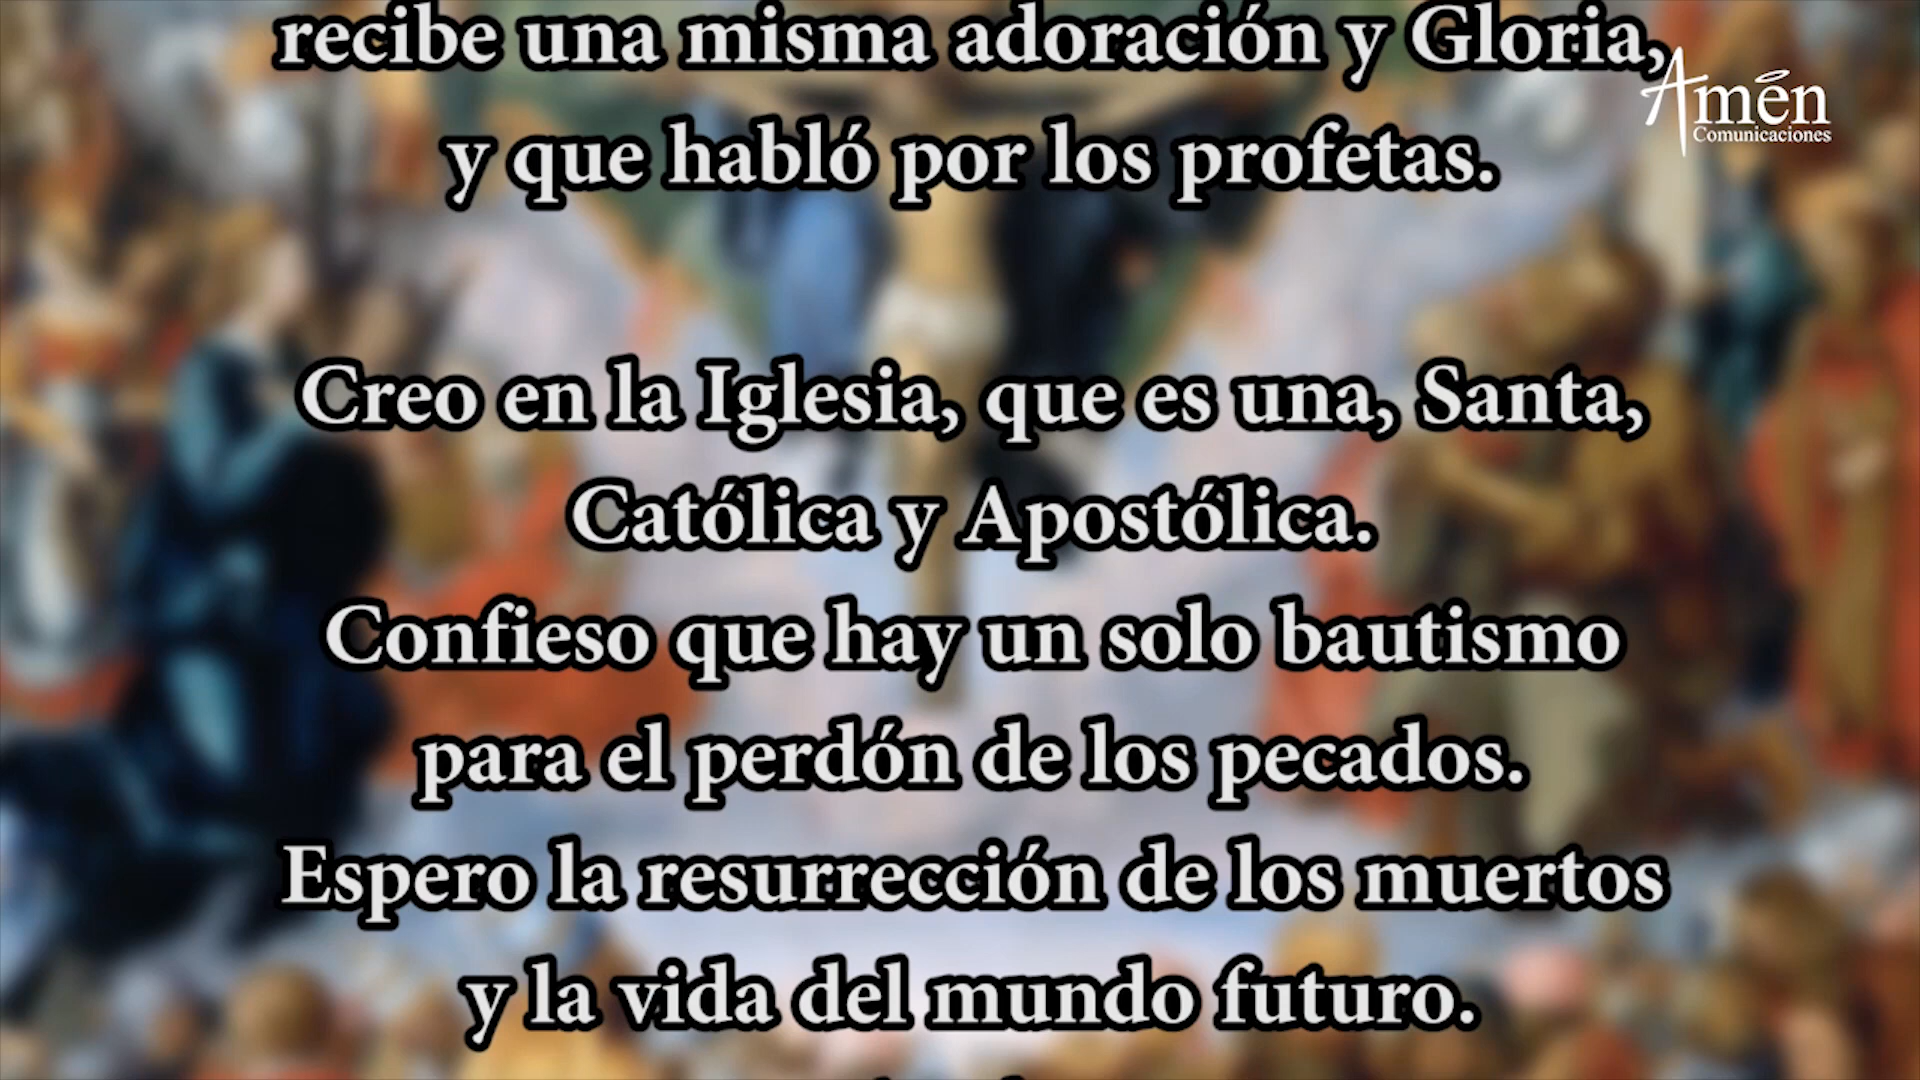 recibe una misma adoración y Gloria,
Amén
Comunicaciones
y que habló por los profetas.
Creo en la Iglesia, que es una, Santa,
Católica y Apostólica.
Confieso que hay un solo bautismo
para el perdón de los pecados.
Espero la resurrección de los muertos
y la vida del mundo futuro.